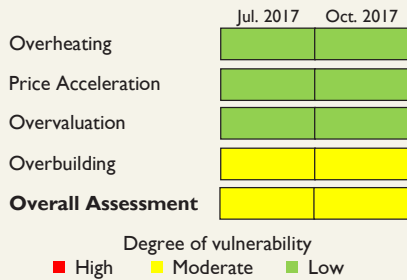 Jul. 2017 Oct. 2017
Overheating
Price Acceleration
Overvaluation
Overbuilding
Overall Assessment
Degree of vulnerability
High Moderate Low